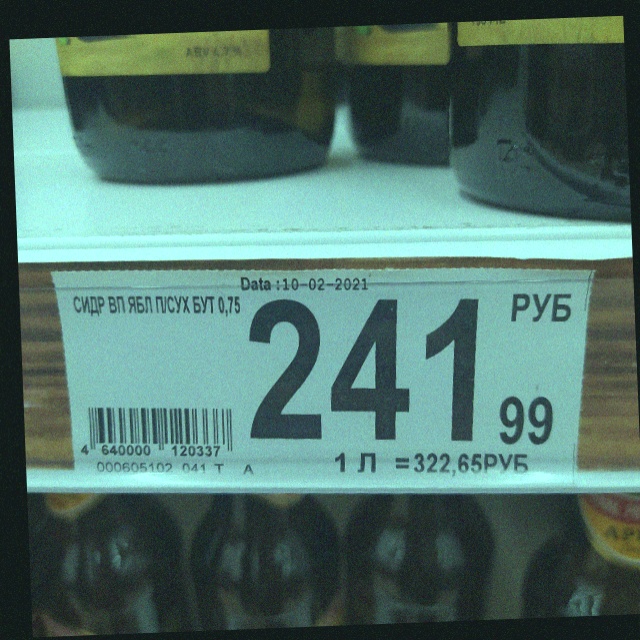 Data :10-02-2021
СИДР ВП ЯБЛ П/СУХ БУТ 0,75
241 99 РУБ
4 640000 120337
000605102 041 Т А
1 Л =322,65РУБ